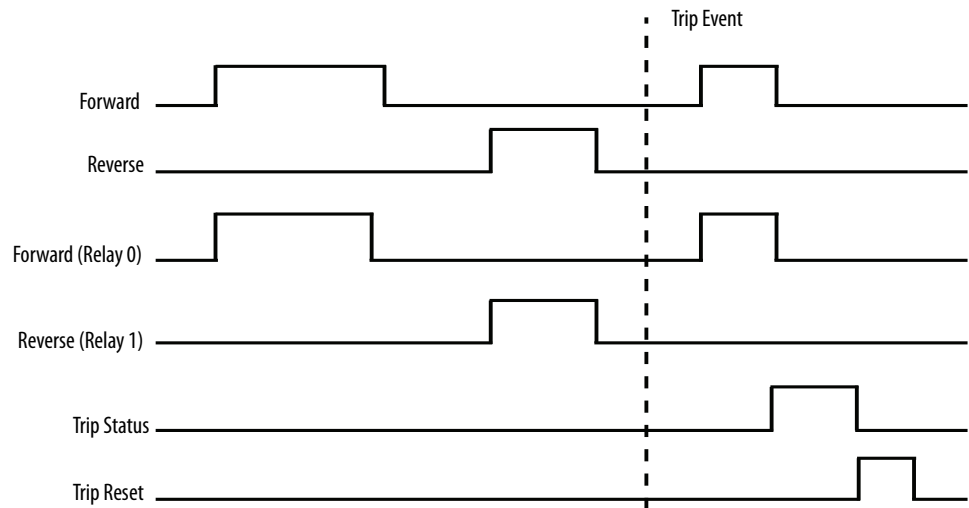 Trip Event
Forward
Reverse
Forward (Relay 0)
Reverse (Relay 1)
Trip Status
Trip Reset